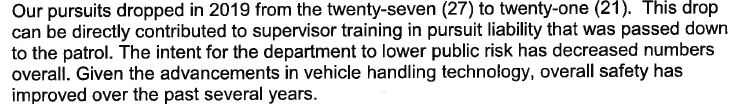 Our pursuits dropped in 2019 from the twenty-seven (27) to twenty-one (21).  This drop
can be directly contributed to supervisor training in pursuit liability that was passed down
to the patrol. The intent for the department to lower public risk has decreased numbers
overall. Given the advancements in vehicle handling technology, overall safety has
improved over the past several years.